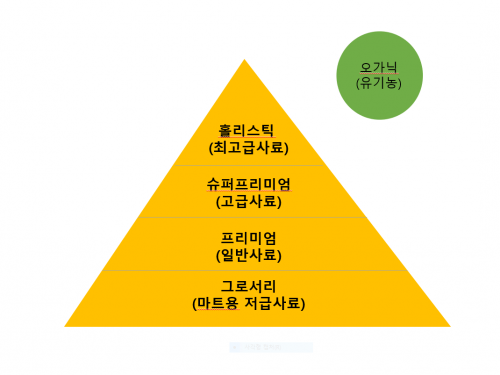 오가닉
(유기농)
홀리스틱
(최고급사료)
슈퍼프리미엄
(고급사료)
프리미엄
(일반사료)
그로서리
(마트용 저급사료)